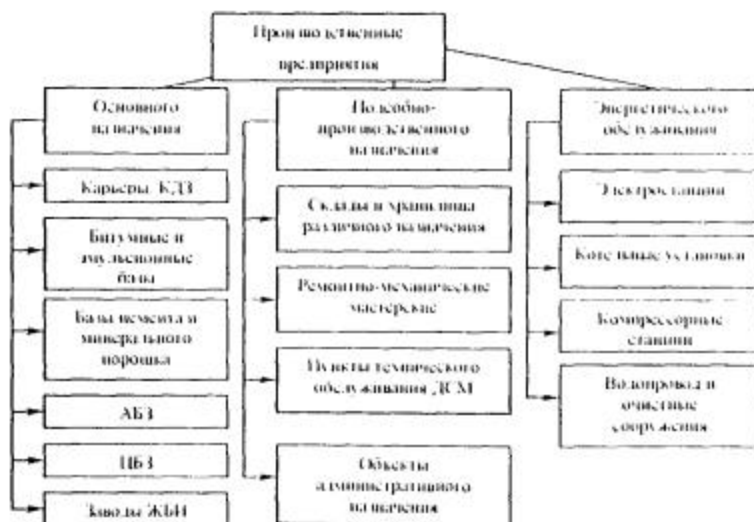 Производственные
предприятия
Основного
назначения
Карьеры, КДЗ
Битумные и
эмульсионные
базы
Базы цемента и
минерального
порошка
АБЗ
ЦБЗ
Заводы ЖБИ
Подсобно-
производственного
назначения
Склады и хранилища
различного назначения
Ремонтно-механические
мастерские
Пункты технического
обслуживания ДСМ
Объекты
административного
назначения
Энергетического
обслуживания
Электростанции
Котельные установки
Компрессорные
станции
Водопровод и
очистные
сооружения